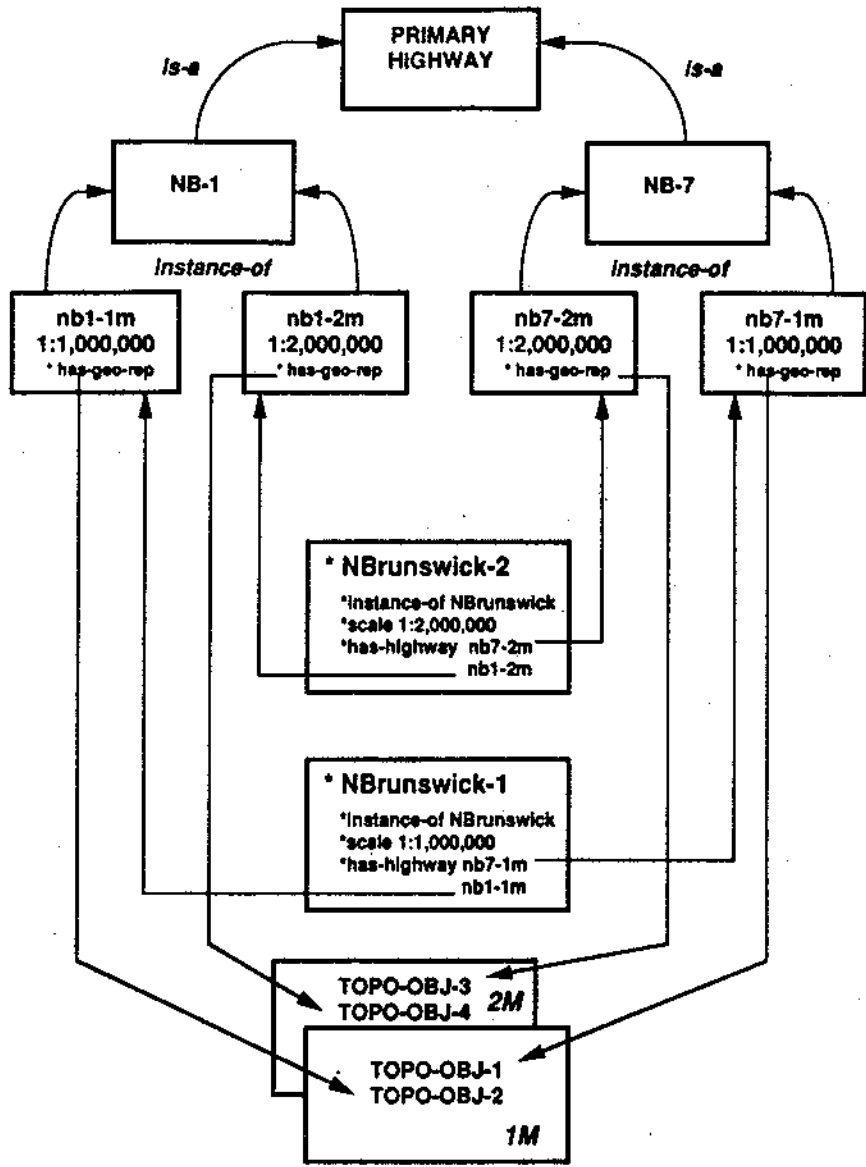 PRIMARY
HIGHWAY
is-a
is-a
NB-1
NB-7
instance-of
instance-of
nb1-1m
1:1,000,000
* has-geo-rep
nb1-2m
1:2,000,000
* has-geo-rep
nb7-2m
1:2,000,000
* has-geo-rep
nb7-1m
1:1,000,000
* has-geo-rep
* NBrunswick-2
*instance-of NBrunswick
*scale 1:2,000,000
*has-highway nb7-2m
nb1-2m
* NBrunswick-1
*instance-of NBrunswick
*scale 1:1,000,000
*has-highway nb7-1m
nb1-1m
TOPO-OBJ-3
TOPO-OBJ-4
2M
TOPO-OBJ-1
TOPO-OBJ-2
1M